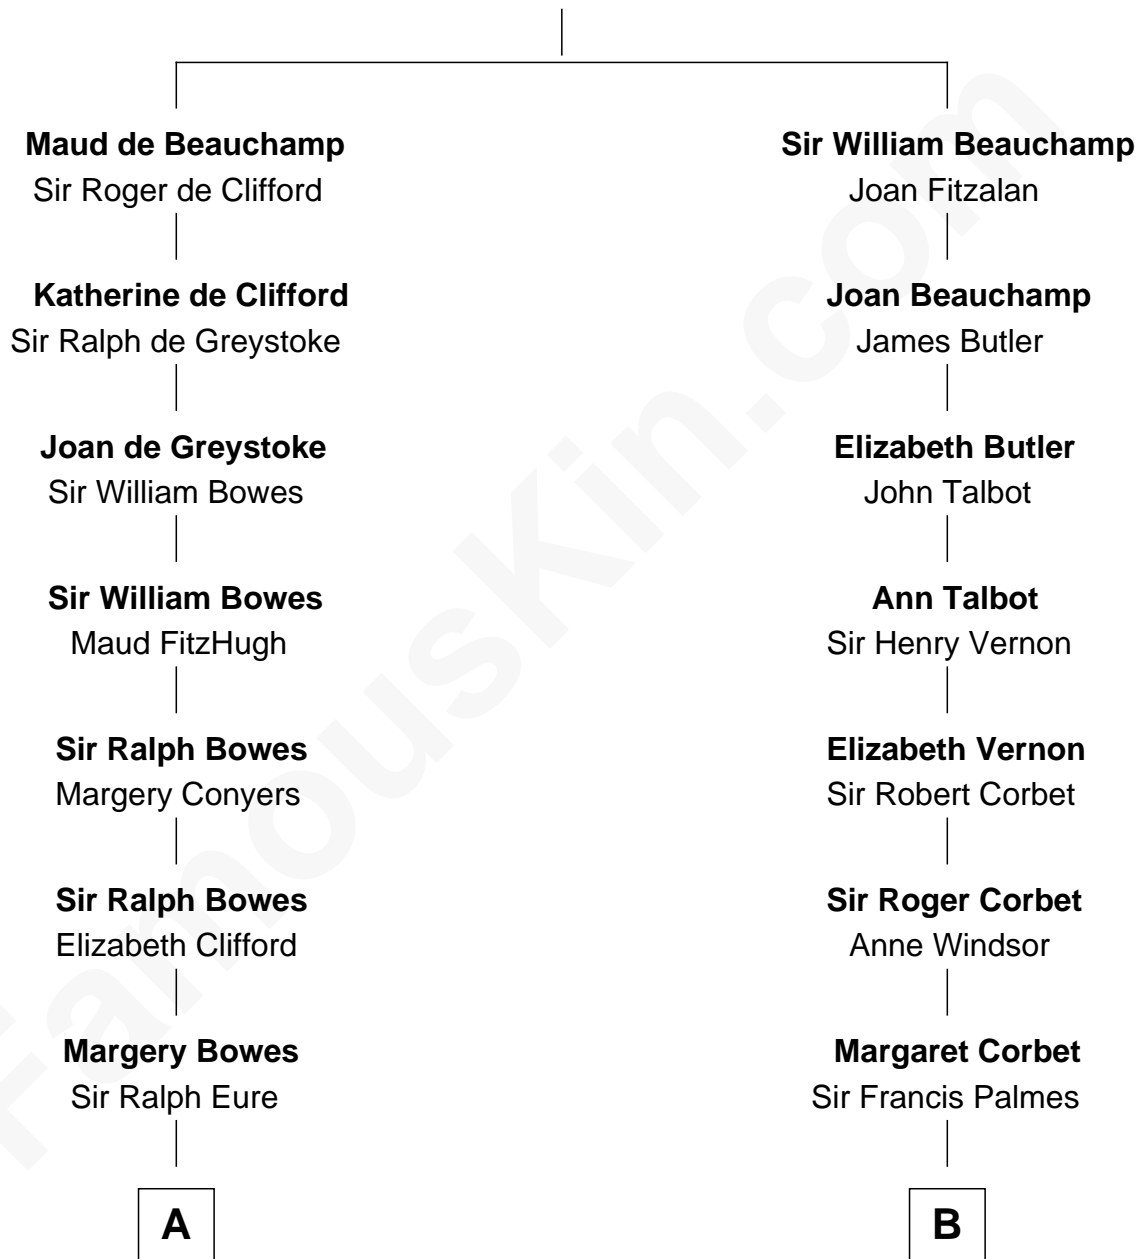 Maud de Beauchamp
Sir Roger de Clifford
Katherine de Clifford
Sir Ralph de Greystoke
Joan de Greystoke
Sir William Bowes
Sir William Bowes
Maud FitzHugh
Sir Ralph Bowes
Margery Conyers
Sir Ralph Bowes
Elizabeth Clifford
Margery Bowes
Sir Ralph Eure
A
Sir William Beauchamp
Joan Fitzalan
Joan Beauchamp
James Butler
Elizabeth Butler
John Talbot
Ann Talbot
Sir Henry Vernon
Elizabeth Vernon
Sir Robert Corbet
Sir Roger Corbet
Anne Windsor
Margaret Corbet
Sir Francis Palmes
B
FamousKin.com